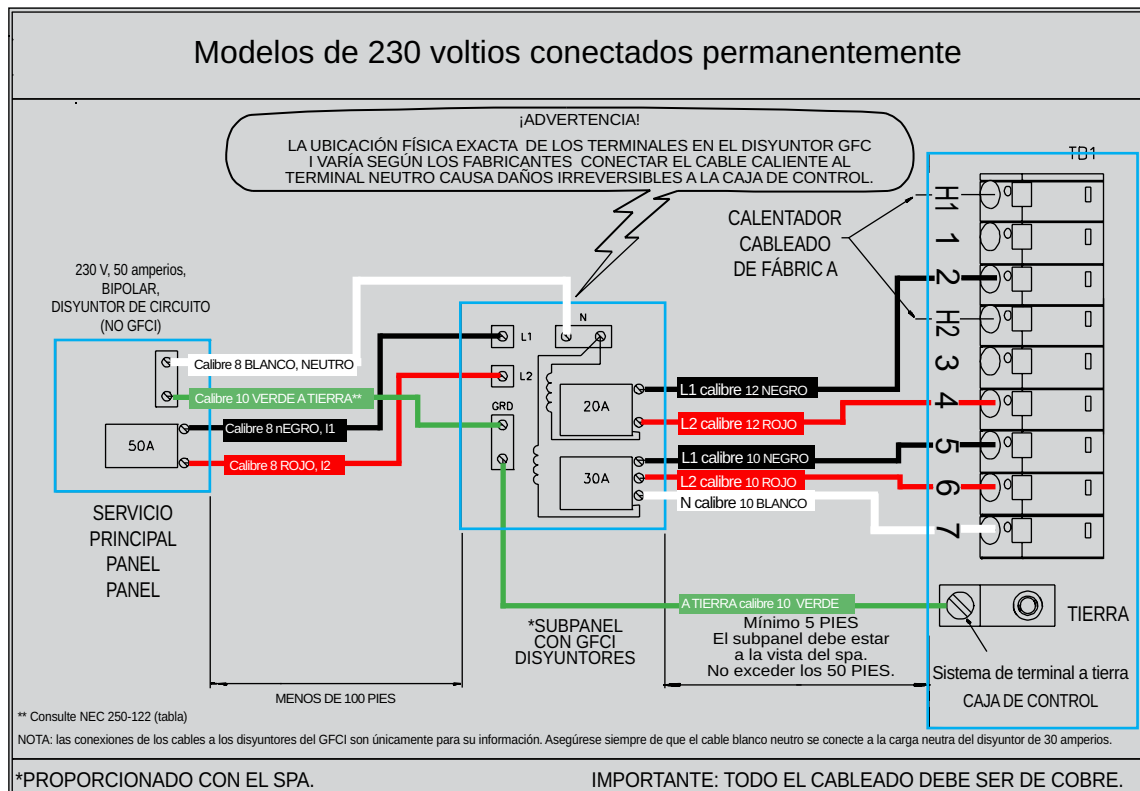 Modelos de 230 voltios conectados permanentemente
¡ADVERTENCIA!
LA UBICACIÓN FÍSICA EXACTA DE LOS TERMINALES EN EL DISYUNTOR GFC
I VARÍA SEGÚN LOS FABRICANTES CONECTAR EL CABLE CALIENTE AL
TERMINAL NEUTRO CAUSA DAÑOS IRREVERSIBLES A LA CAJA DE CONTROL.
TB1
CALENTADOR
CABLEADO
DE FÁBRIC A
H1
1
2
H2
3
4
5
6
7
230 V, 50 amperios,
BIPOLAR,
DISYUNTOR DE CIRCUITO
(NO GFCI)
Calibre 8 BLANCO, NEUTRO
Calibre 10 VERDE A TIERRA**
Calibre 8 nEGRO, I1
Calibre 8 ROJO, I2
50A
SERVICIO
PRINCIPAL
PANEL
PANEL
N
L1
L2
GRD
20A
30A
L1 calibre 12 NEGRO
L2 calibre 12 ROJO
L1 calibre 10 NEGRO
L2 calibre 10 ROJO
N calibre 10 BLANCO
A TIERRA calibre 10 VERDE
TIERRA
*SUBPANEL
CON GFCI
DISYUNTORES
Mínimo 5 PIES
El subpanel debe estar
a la vista del spa.
No exceder los 50 PIES.
Sistema de terminal a tierra
CAJA DE CONTROL
MENOS DE 100 PIES
** Consulte NEC 250-122 (tabla)
NOTA: las conexiones de los cables a los disyuntores del GFCI son únicamente para su información. Asegúrese siempre de que el cable blanco neutro se conecte a la carga neutra del disyuntor de 30 amperios.
*PROPORCIONADO CON EL SPA.
IMPORTANTE: TODO EL CABLEADO DEBE SER DE COBRE.